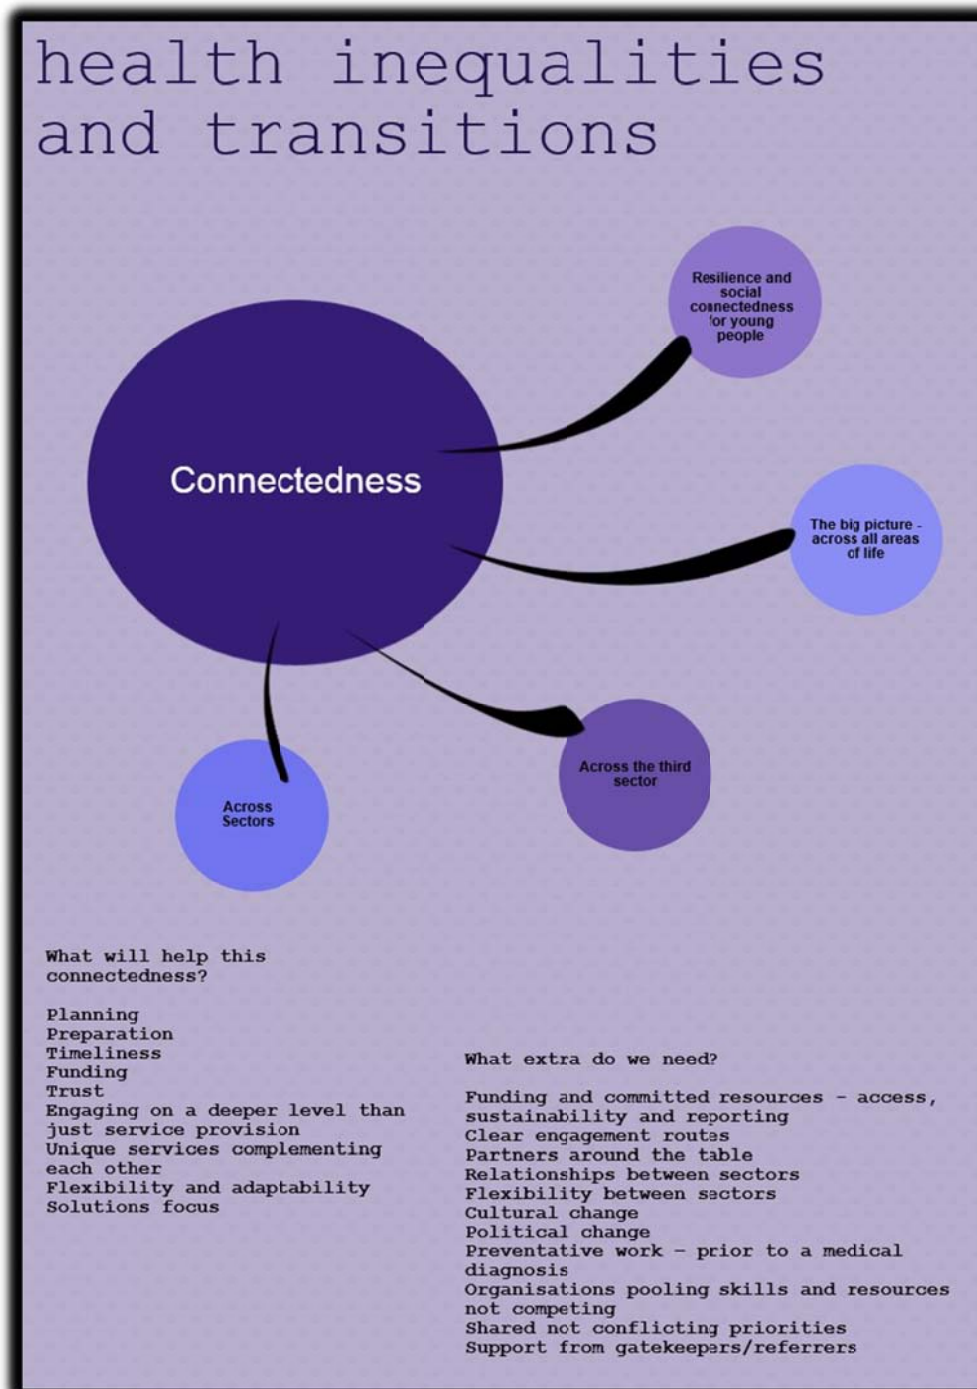 health inequalities
and transitions
Resilience and
social
connectedness
for young
people
Connectedness
The big picture -
across all areas
of life
Across the third
sector
Across
Sectors
What will help this
connectedness?
Planning
Preparation
Timeliness
Funding
Trust
Engaging on a deeper level than
just service provision
Unique services complementing
each other
Flexibility and adaptability
Solutions focus
What extra do we need?
Funding and committed resources – access,
sustainability and reporting
Clear engagement routes
Partners around the table
Relationships between sectors
Flexibility between sectors
Cultural change
Political change
Preventative work – prior to a medical
diagnosis
Organisations pooling skills and resources
not competing
Shared not conflicting priorities
Support from gatekeepers/referrers